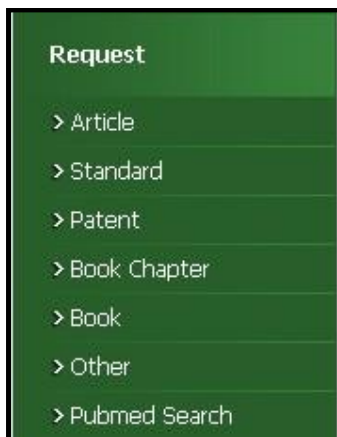 Request
> Article
> Standard
> Patent
> Book Chapter
> Book
> Other
> Pubmed Search